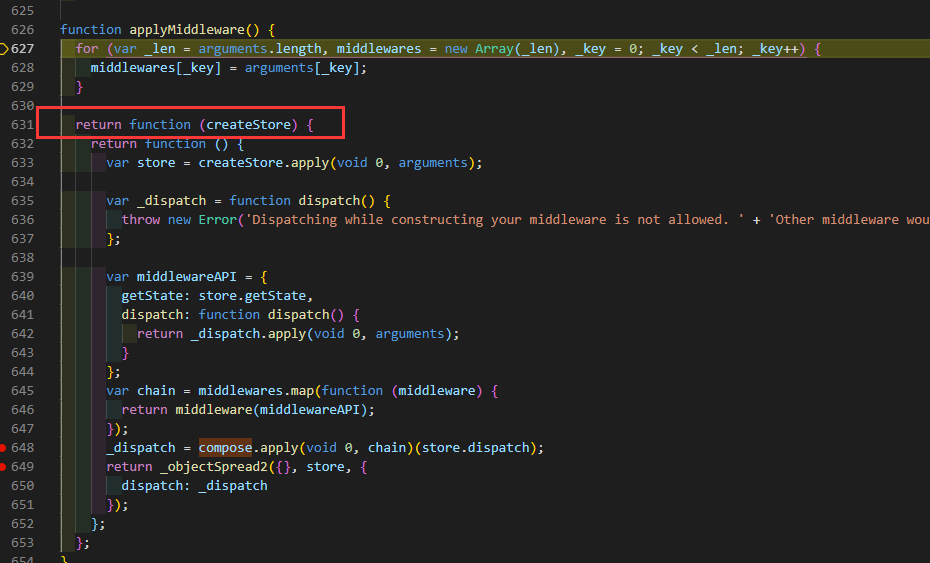 625
626 function applyMiddleware() {
627 for (var _len = arguments.length, middlewares = new Array(_len), _key = 0; _key < _len; _key++) {
628 middlewares[_key] = arguments[_key];
629 }
630
631 return function (createStore) {
632 return function () {
633 var store = createStore.apply(void 0, arguments);
634
635 var _dispatch = function dispatch() {
636 throw new Error('Dispatching while constructing your middleware is not allowed. ' + 'Other middleware wou
637 };
638
639 var middlewareAPI = {
640 getState: store.getState,
641 dispatch: function dispatch() {
642 return _dispatch.apply(void 0, arguments);
643 }
644 };
645 var chain = middlewares.map(function (middleware) {
646 return middleware(middlewareAPI);
647 });
648 _dispatch = compose.apply(void 0, chain)(store.dispatch);
649 return _objectSpread2({}, store, {
650 dispatch: _dispatch
651 });
652 };
653 };
654 }